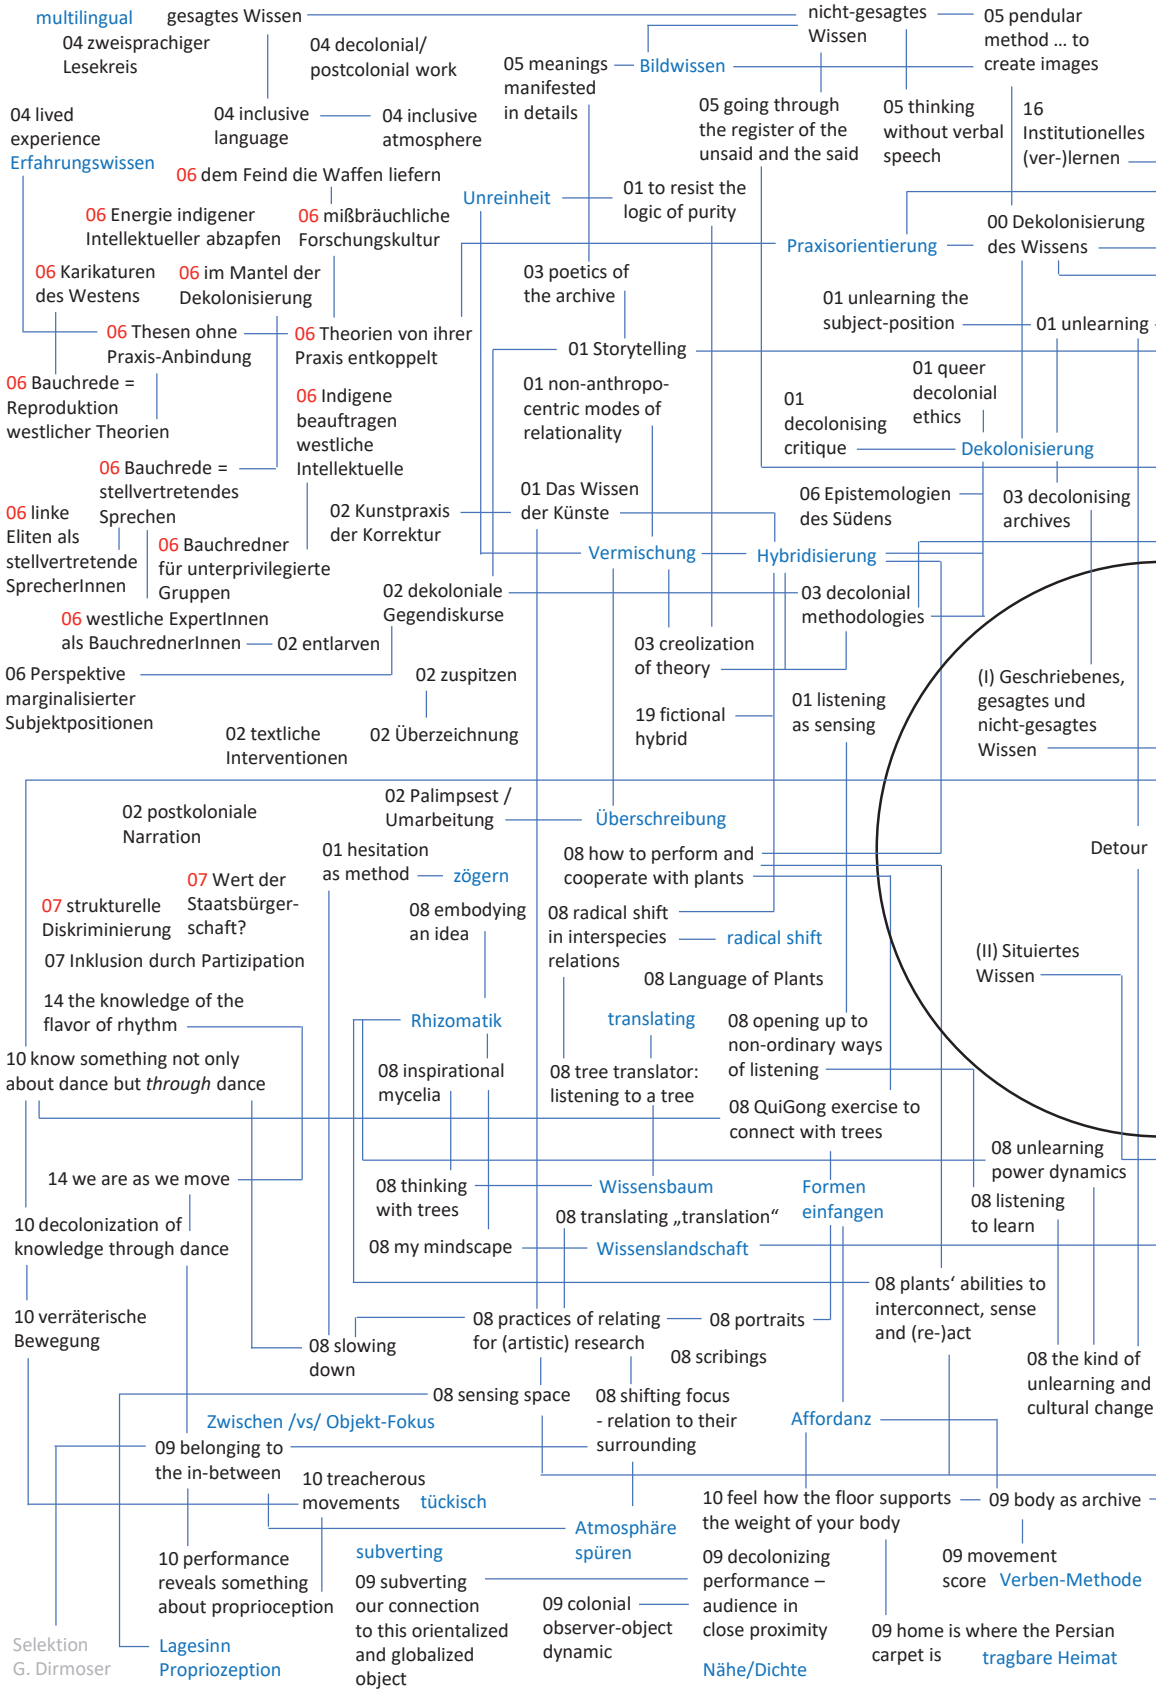 multilingual
gesagtes Wissen
nicht-gesagtes
Wissen
05 pendular
method ... to
create images
04 zweisprachiger
Lesekreis
04 decolonial/
postcolonial work
05 meanings
manifested
in details
Bildwissen
04 lived
experience
Erfahrungswissen
04 inclusive
language
04 inclusive
atmosphere
05 going through
the register of the
unsaid and the said
05 thinking
without verbal
speech
16
Institutionelles
(ver-)lernen
06 dem Feind die Waffen liefern
Unreinheit
01 to resist the
logic of purity
06 Energie indigener
Intellektueller abzapfen
06 mißbräuchliche
Forschungskultur
Praxisorientierung
00 Dekolonisierung
des Wissens
06 Karikaturen
des Westens
06 im Mantel der
Dekolonisierung
03 poetics of
the archive
01 unlearning the
subject-position
01 unlearning
06 Thesen ohne
Praxis-Anbindung
06 Theorien von ihrer
Praxis entkoppelt
01 Storytelling
06 Bauchrede =
Reproduktion
westlicher Theorien
06 Indigene
beauftragen
westliche
Intellektuelle
01 non-anthropo-
centric modes of
relationality
01
decolonising
critique
01 queer
decolonial
ethics
Dekolonisierung
06 Bauchrede =
stellvertretendes
Sprechen
06 linke
Eliten als
stellvertretende
SprecherInnen
02 Kunstpraxis
der Korrektur
01 Das Wissen
der Künste
06 Epistemologien
des Südens
03 decolonising
archives
06 Bauchredner
für unterprivilegierte
Gruppen
Vermischung
Hybridisierung
02 dekoloniale
Gegendiskurse
03 decolonial
methodologies
06 westliche ExpertInnen
als BauchrednerInnen
02 entlarven
03 creolization
of theory
06 Perspektive
marginalisierter
Subjektpositionen
02 zuspitzen
(I) Geschriebenes,
gesagtes und
nicht-gesagtes
Wissen
02 textliche
Interventionen
02 Überzeichnung
19 fictional
hybrid
01 listening
as sensing
02 postkoloniale
Narration
02 Palimpsest /
Umarbeitung
Überschreibung
01 hesitation
as method
zögern
08 how to perform and
cooperate with plants
Detour
07 strukturelle
Diskriminierung
07 Wert der
Staatsbürger-
schaft?
08 embodying
an idea
08 radical shift
in interspecies
relations
radical shift
07 Inklusion durch Partizipation
08 Language of Plants
(II) Situiertes
Wissen
14 the knowledge of the
flavor of rhythm
Rhizomatik
translating
08 opening up to
non-ordinary ways
of listening
10 know something not only
about dance but through dance
08 inspirational
mycelia
08 tree translator:
listening to a tree
08 QuiGong exercise to
connect with trees
08 unlearning
power dynamics
14 we are as we move
08 thinking
with trees
Wissensbaum
Formen
einfangen
08 listening
to learn
10 decolonization of
knowledge through dance
08 translating „translation“
08 my mindscape
Wissenslandschaft
08 plants‘ abilities to
interconnect, sense
and (re-)act
10 verräterische
Bewegung
08 slowing
down
08 practices of relating
for (artistic) research
08 portraits
08 scribings
08 the kind of
unlearning and
cultural change
08 sensing space
08 shifting focus
- relation to their
surrounding
Zwischen /vs/ Objekt-Fokus
Affordanz
09 belonging to
the in-between
10 treacherous
movements
tückisch
10 feel how the floor supports
the weight of your body
09 body as archive
Atmosphäre
spüren
10 performance
reveals something
about proprioception
subverting
09 subverting
our connection
to this orientalized
and globalized
object
09 colonial
observer-object
dynamic
09 decolonizing
performance –
audience in
close proximity
09 movement
score
Verben-Methode
Selektion
G. Dirmoser
Lagesinn
Propriozeption
Nähe/Dichte
09 home is where the Persian
carpet is
tragbare Heimat